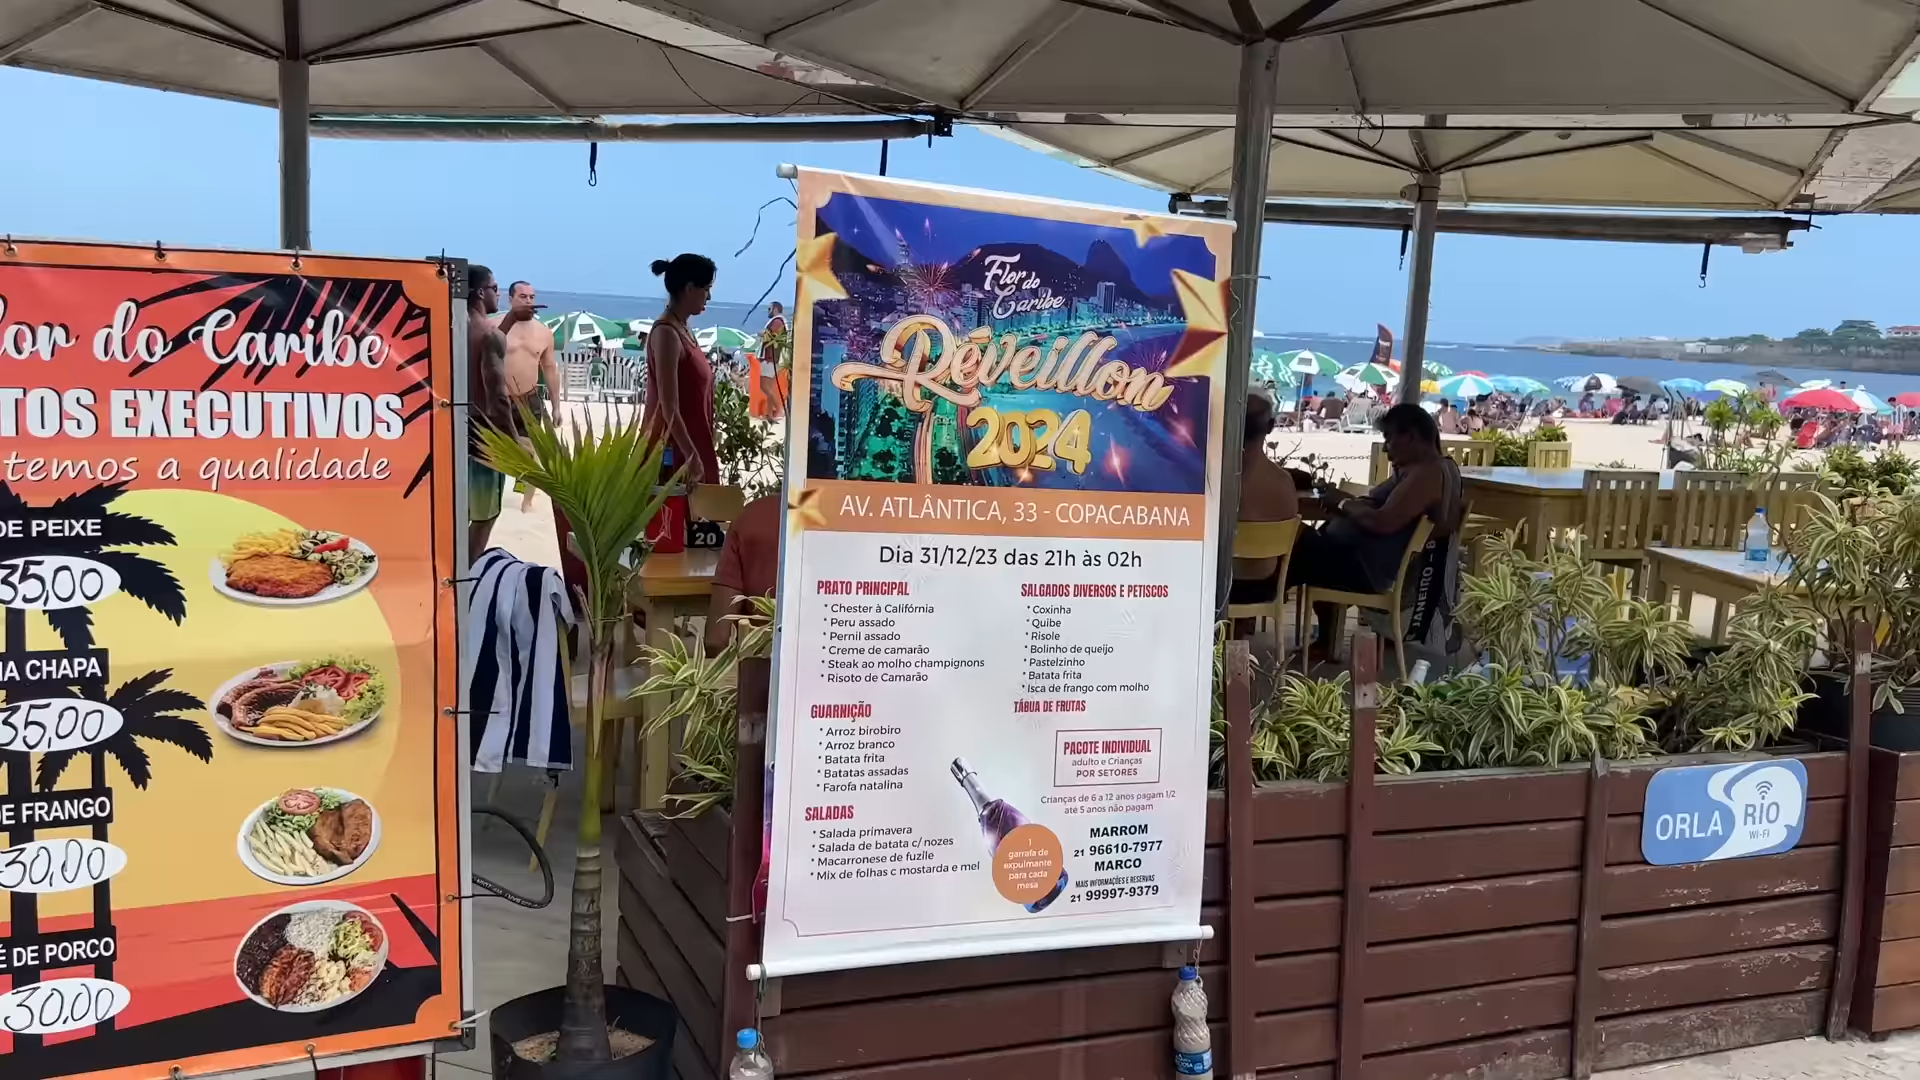 lor do Caribe
TOS EXECUTIVOS
temos a qualidade
DE PEIXE
35,00
NA CHAPA
35,00
DE FRANGO
30,00
É DE PORCO
30,00
20
Flor do
Caribe
Réveillon
2024
AV. ATLÂNTICA, 33 - COPACABANA
Dia 31/12/23 das 21h às 02h
PRATO PRINCIPAL
* Chester à Califórnia
* Peru assado
* Pernil assado
* Creme de camarão
* Steak ao molho champignons
* Risoto de Camarão
GUARNIÇÃO
* Arroz birobiro
* Arroz branco
* Batata frita
* Batatas assadas
* Farofa natalina
SALADAS
* Salada primavera
* Salada de batata c/ nozes
* Macarronese de fuzile
* Mix de folhas c mostarda e mel
SALGADOS DIVERSOS E PETISCOS
* Coxinha
* Quibe
* Risole
* Bolinho de queijo
* Pastelzinho
* Batata frita
* Isca de frango com molho
TÁBUA DE FRUTAS
PACOTE INDIVIDUAL
adulto e Crianças
POR SETORES
Crianças de 6 a 12 anos pagam 1/2
até 5 anos não pagam
1
garrafa de
espumante
para cada
mesa
MARROM
21 96610-7977
MARCO
MAIS INFORMAÇÕES E RESERVAS
21 99997-9379
JANEIRO - B
ORLA RIO
WI-FI